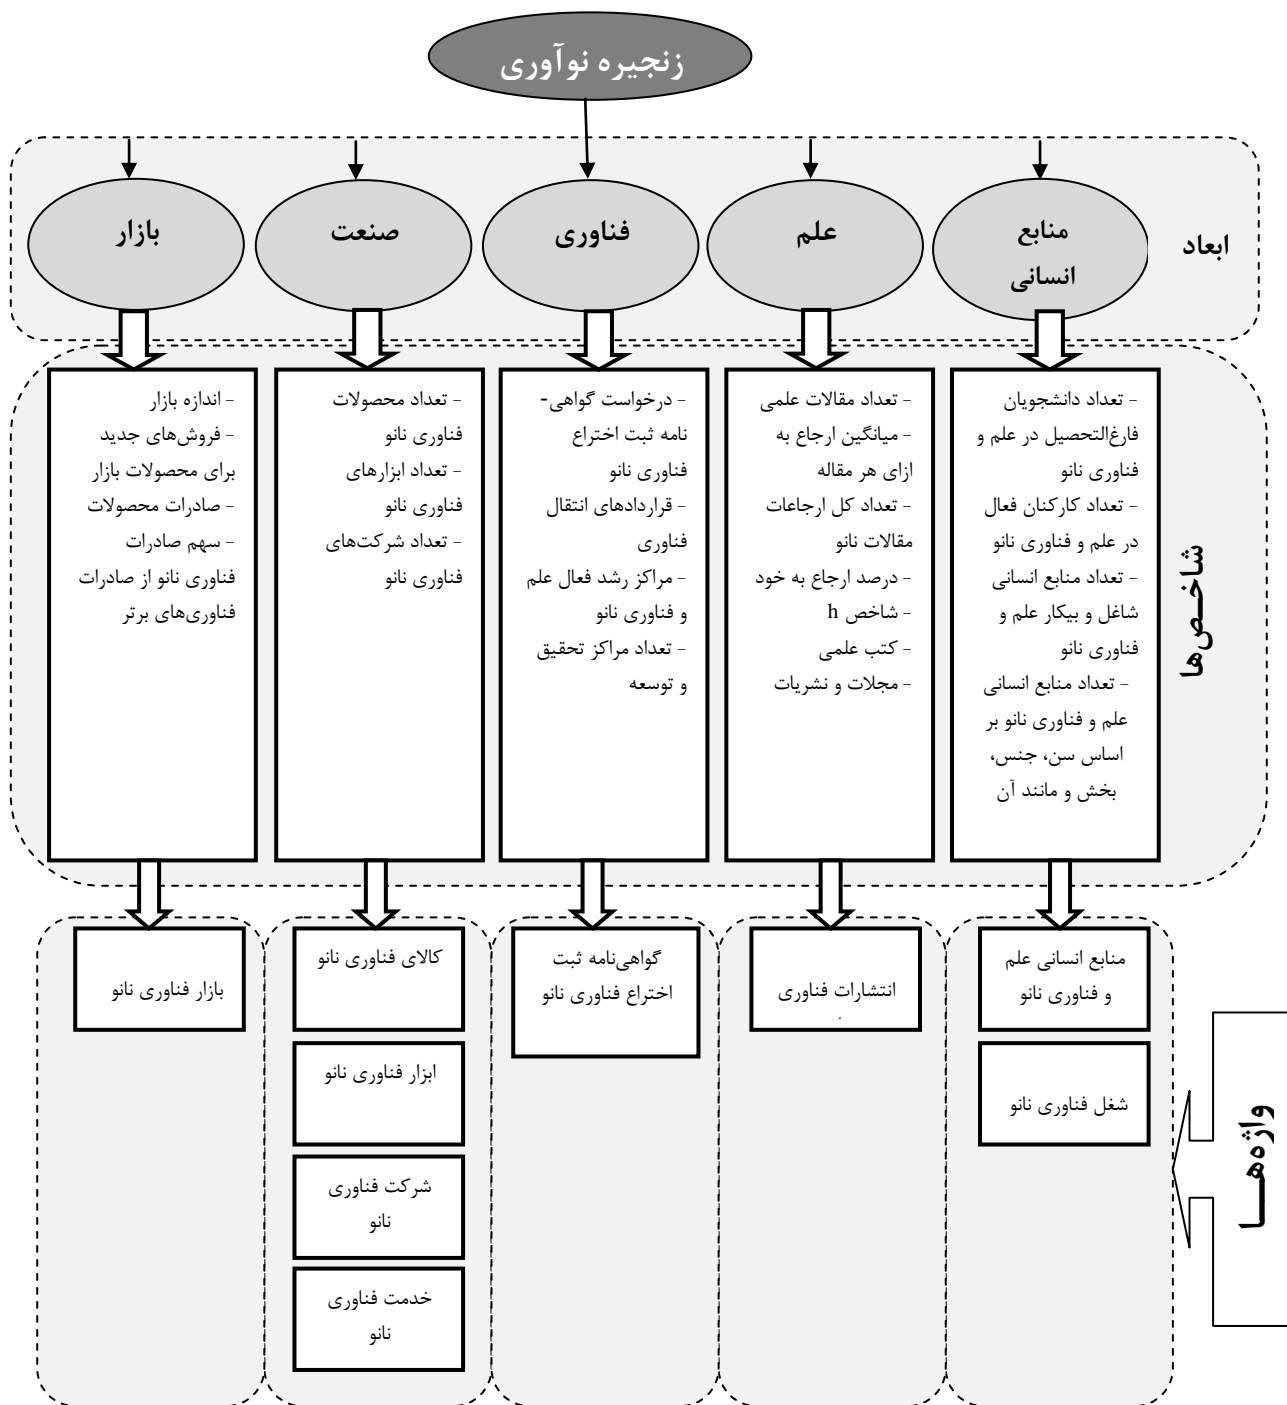 زنجیره نوآوری
ابعاد
منابع
انسانی
علم
فناوری
صنعت
بازار
شاخـص‌ها
- تعداد دانشجویان
فارغ‌التحصیل در علم و
فناوری نانو
- تعداد کارکنان فعال
در علم و فناوری نانو
- تعداد منابع انسانی
شاغل و بیکار علم و
فناوری نانو
- تعداد منابع انسانی
علم و فناوری نانو بر
اساس سن، جنس،
بخش و مانند آن
- تعداد مقالات علمی
- میانگین ارجاع به
ازای هر مقاله
- تعداد کل ارجاعات
مقالات نانو
- درصد ارجاع به خود
- شاخص h
- کتب علمی
- مجلات و نشریات
- درخواست گواهی-
نامه ثبت اختراع
فناوری نانو
- قراردادهای انتقال
فناوری
- مراکز رشد فعال علم
و فناوری نانو
- تعداد مراکز تحقیق
و توسعه
- تعداد محصولات
فناوری نانو
- تعداد ابزارهای
فناوری نانو
- تعداد شرکت‌های
فناوری نانو
- اندازه بازار
- فروش‌های جدید
برای محصولات بازار
- صادرات محصولات
- سهم صادرات
فناوری نانو از صادرات
فناوری‌های برتر
واژه‌هـــا
منابع انسانی علم
و فناوری نانو
شغل فناوری نانو
انتشارات فناوری
گواهی‌نامه ثبت
اختراع فناوری نانو
کالای فناوری نانو
ابزار فناوری نانو
شرکت فناوری
نانو
خدمت فناوری
نانو
بازار فناوری نانو